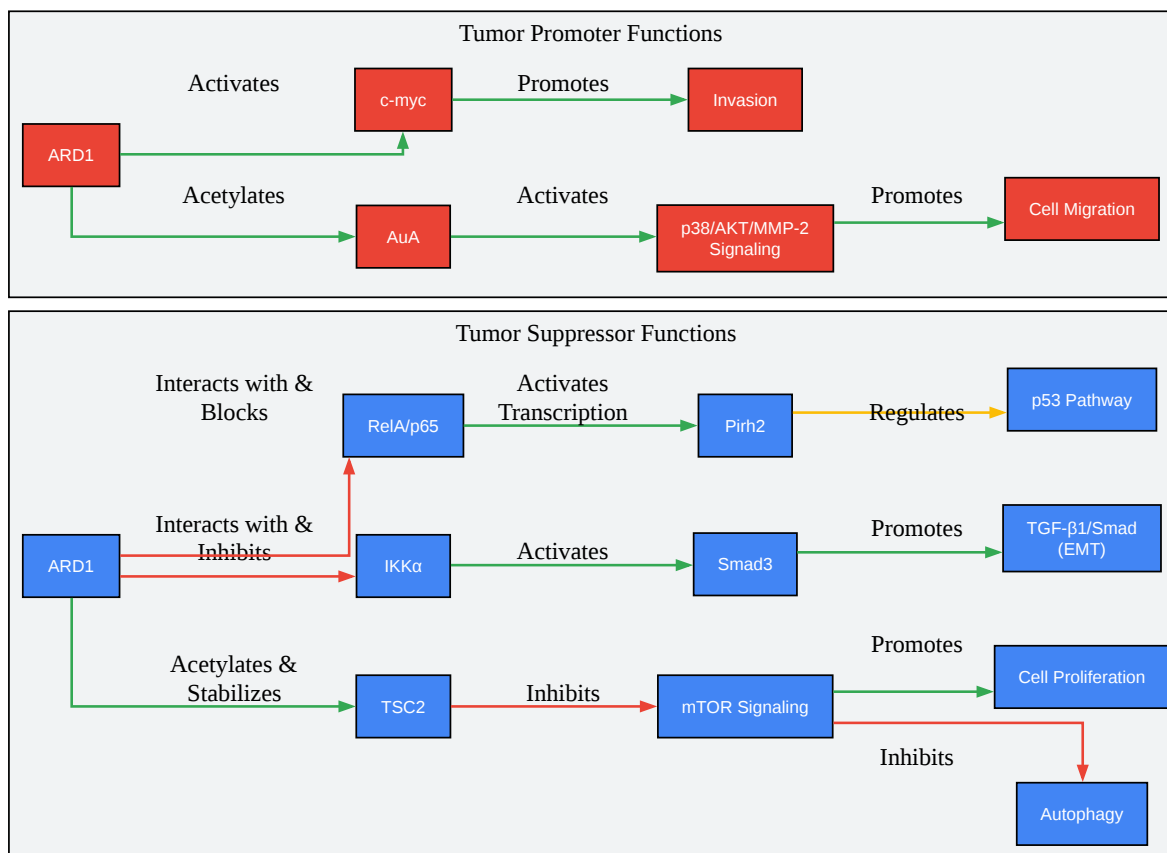 Tumor Promoter Functions
Activates
c-myc
Promotes
Invasion
ARD1
Acetylates
AuA
Activates
p38/AKT/MMP-2
Signaling
Promotes
Cell Migration
Tumor Suppressor Functions
Interacts with &
Blocks
RelA/p65
Activates
Transcription
Pirh2
Regulates
p53 Pathway
ARD1
Interacts with &
Inhibits
IKKα
Activates
Smad3
Promotes
TGF-β1/Smad
(EMT)
Acetylates &
Stabilizes
TSC2
Inhibits
mTOR Signaling
Promotes
Cell Proliferation
Inhibits
Autophagy